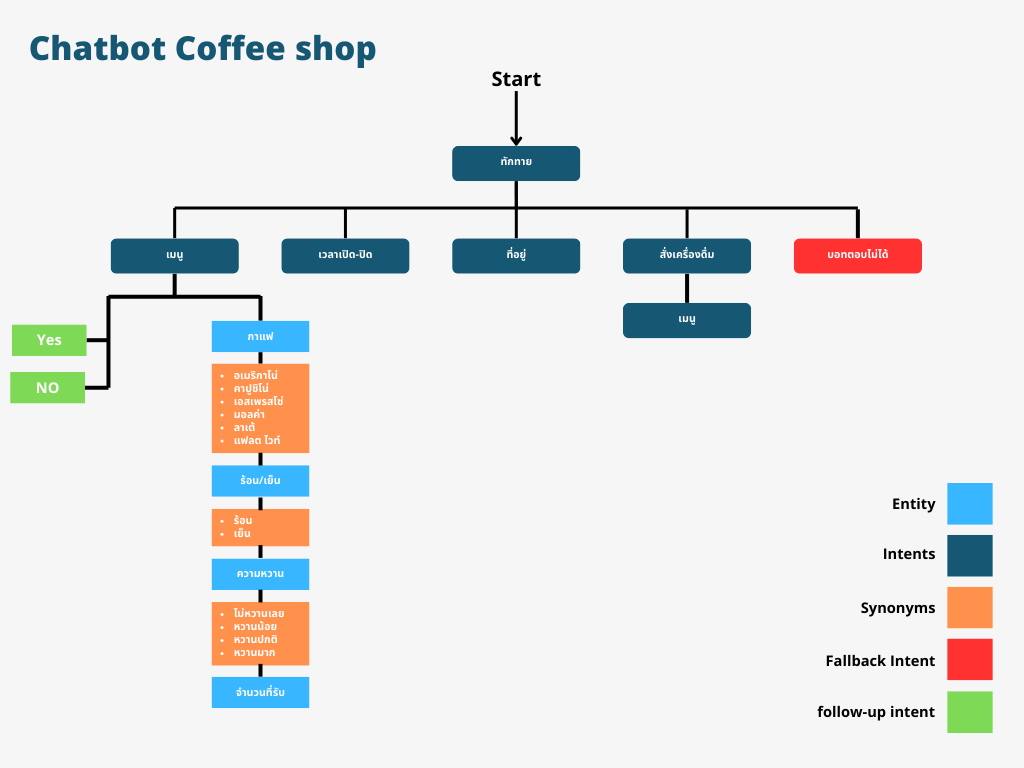 Chatbot Coffee shop
Start
ทักทาย
เมนู
เวลาเปิด-ปิด
ที่อยู่
สั่งเครื่องดื่ม
บอทตอบไม่ได้
เมนู
Yes
NO
กาแฟ
• อเมริกาโน่
• คาปูชิโน่
• เอสเพรสโซ่
• มอลค่า
• ลาเต้
• แฟลต ไวท์
ร้อน/เย็น
• ร้อน
• เย็น
ความหวาน
• ไม่หวานเลย
• หวานน้อย
• หวานปกติ
• หวานมาก
จำนวนที่รับ
Entity
Intents
Synonyms
Fallback Intent
follow-up intent